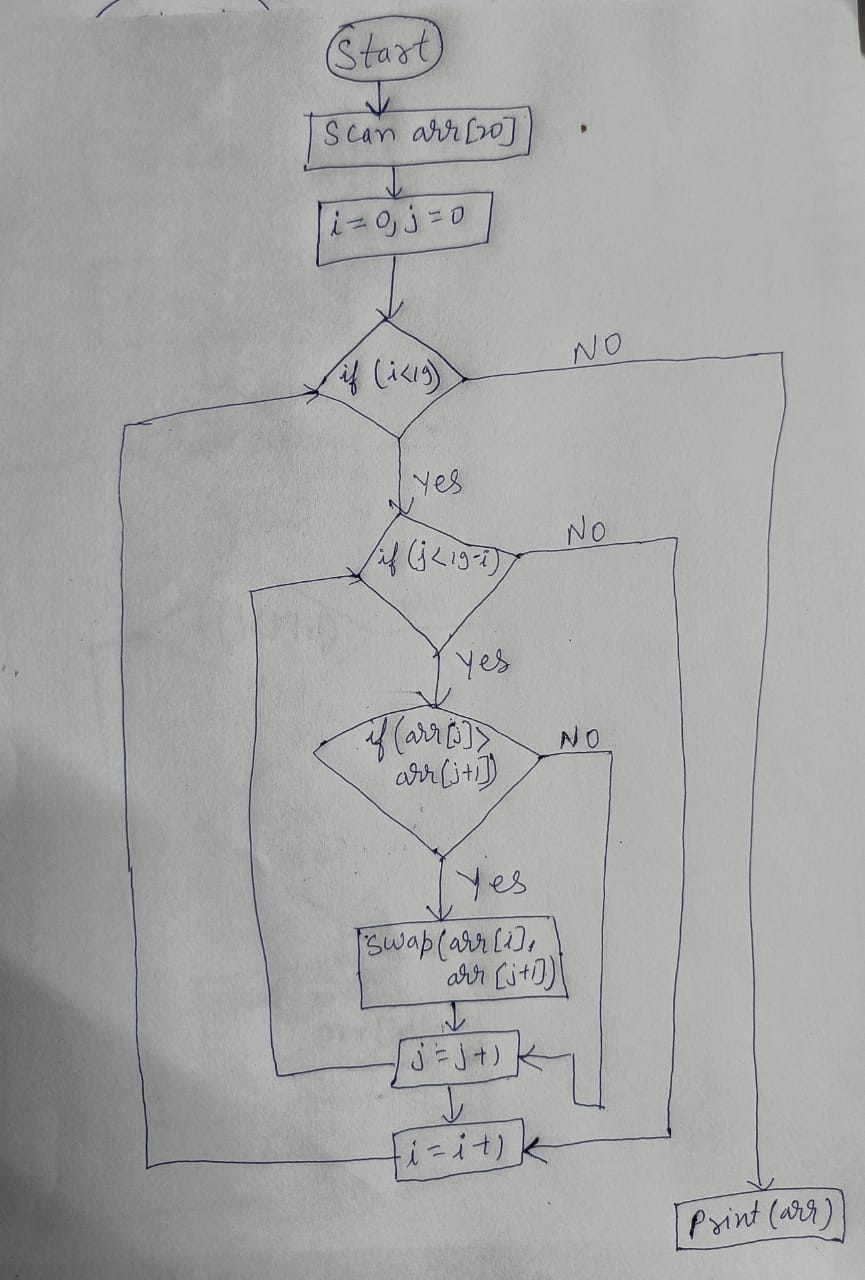 Start
Scan arr[20]
i=0, j=0
if (i<19)
NO
Yes
if (j<19-i)
NO
Yes
if (arr[j]>
arr[j+1])
NO
Yes
Swap(arr[i],
arr[j+1])
j=j+1
i=i+1
Print(arr)